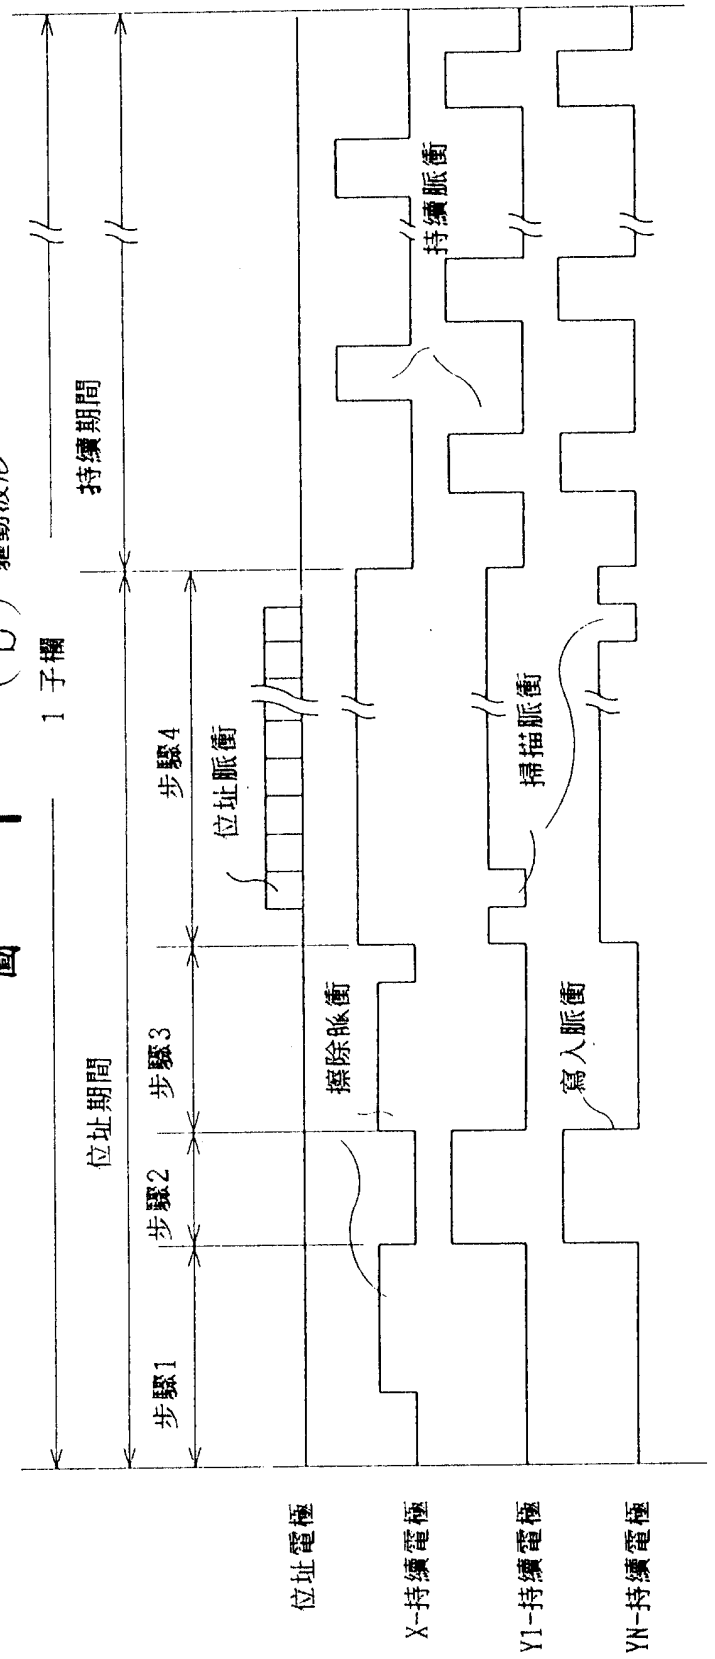 圖 1
(b) 驅動波形
1 子欄
位址期間
持續期間
步驟1
步驟2
步驟3
步驟4
位址電極
位址脈衝
X-持續電極
擦除脈衝
持續脈衝
Y1-持續電極
掃描脈衝
YN-持續電極
寫入脈衝